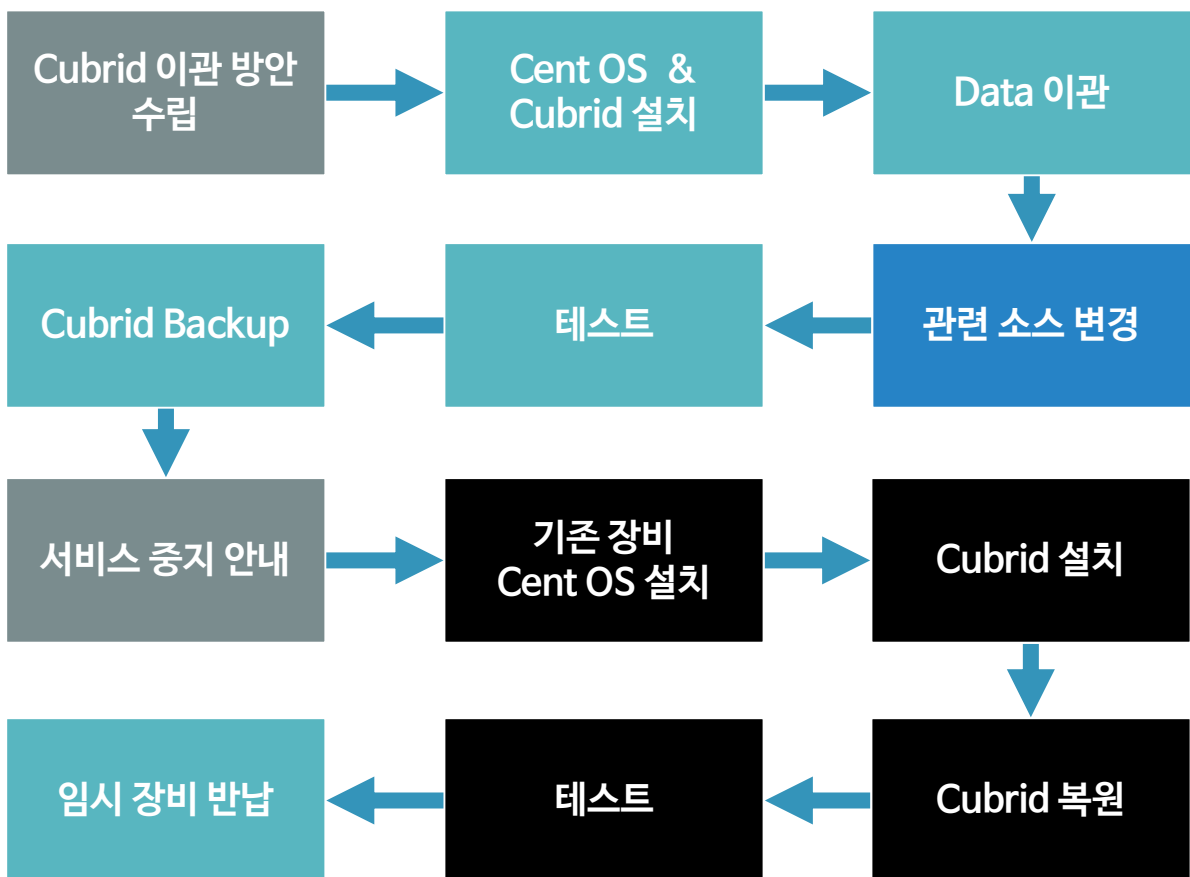 Cubrid 이관 방안
수립
Cent OS &
Cubrid 설치
Data 이관
관련 소스 변경
테스트
Cubrid Backup
서비스 중지 안내
기존 장비
Cent OS 설치
Cubrid 설치
Cubrid 복원
테스트
임시 장비 반납